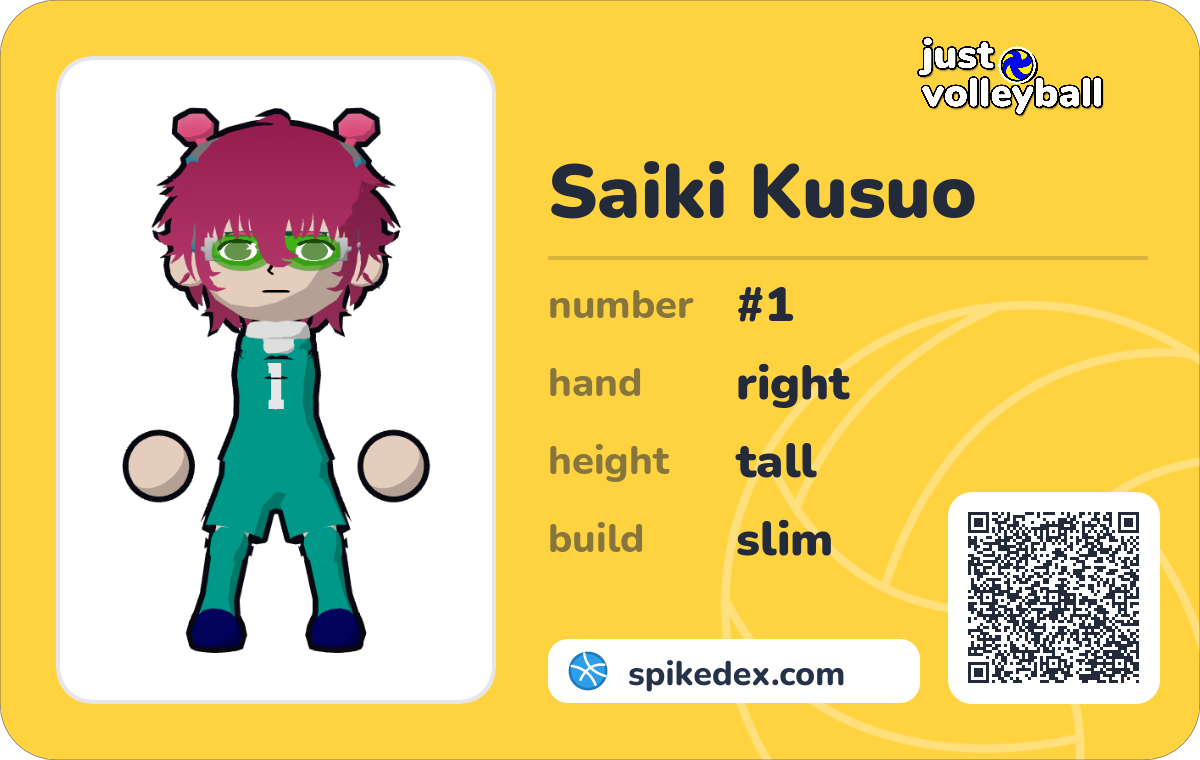 just
volleyball
Saiki Kusuo
number #1
hand right
height tall
build slim
1
spikedex.com